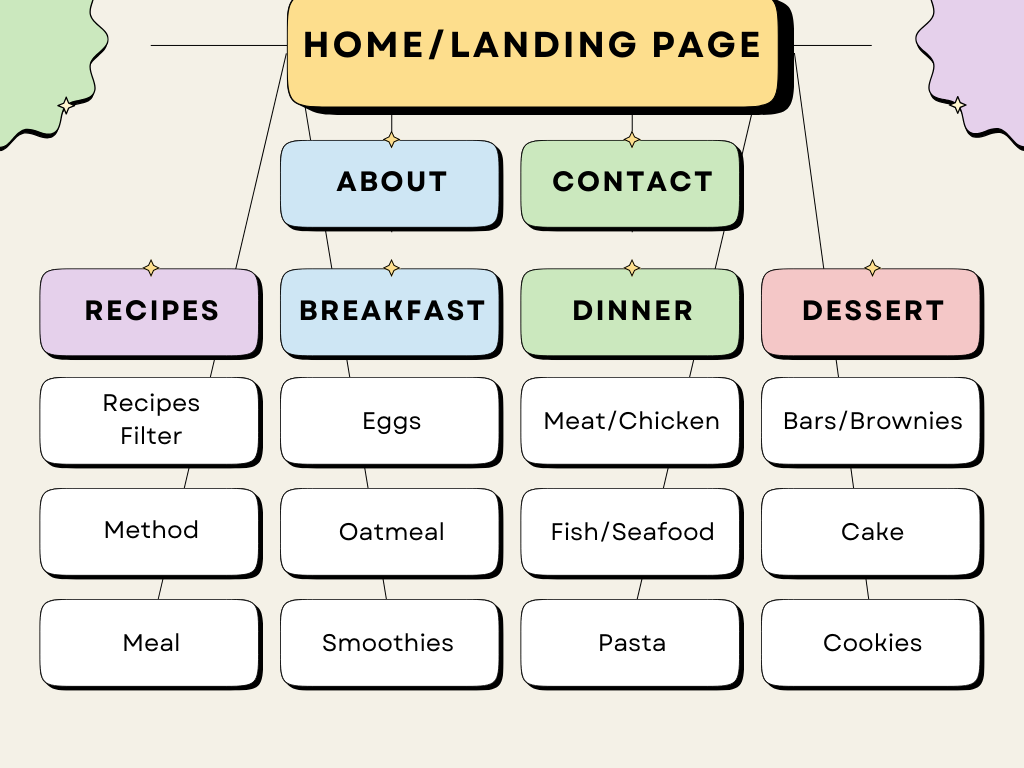 HOME/LANDING PAGE
ABOUT
CONTACT
RECIPES
BREAKFAST
DINNER
DESSERT
Recipes
Filter
Eggs
Meat/Chicken
Bars/Brownies
Method
Oatmeal
Fish/Seafood
Cake
Meal
Smoothies
Pasta
Cookies